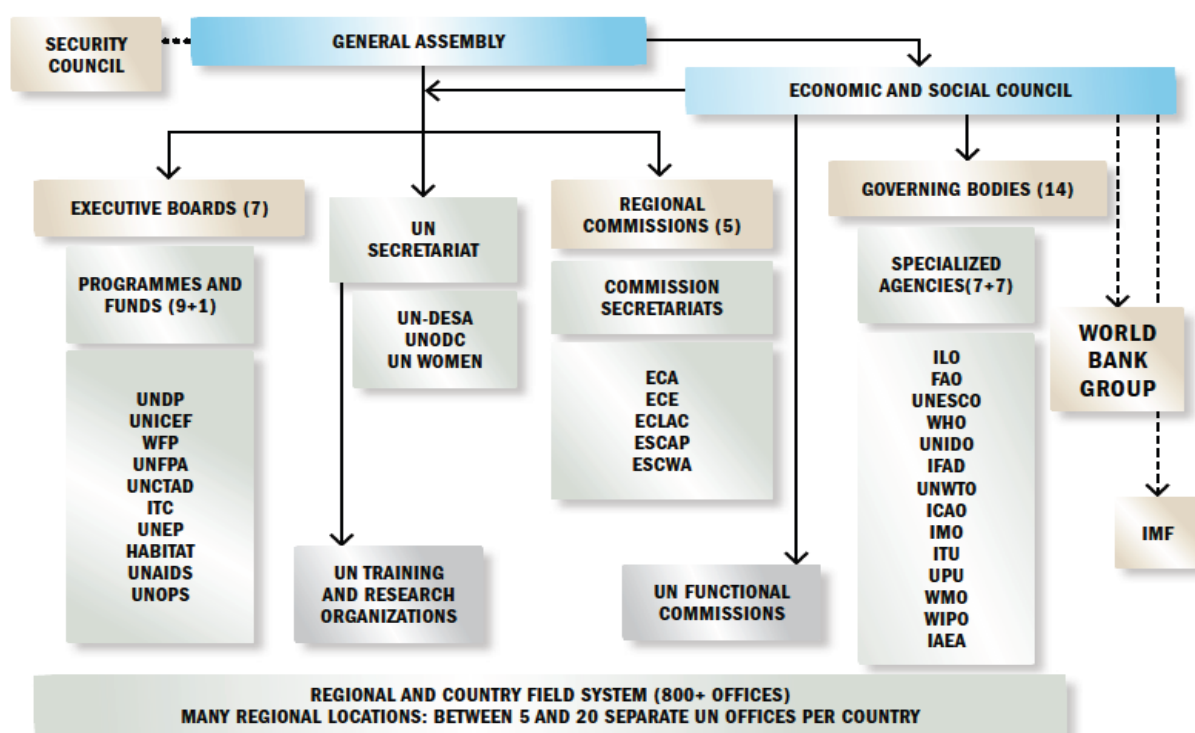 SECURITY
COUNCIL
GENERAL ASSEMBLY
ECONOMIC AND SOCIAL COUNCIL
EXECUTIVE BOARDS (7)
PROGRAMMES AND
FUNDS (9+1)
UNDP
UNICEF
WFP
UNFPA
UNCTAD
ITC
UNEP
HABITAT
UNAIDS
UNOPS
UN
SECRETARIAT
UN-DESA
UNODC
UN WOMEN
UN TRAINING
AND RESEARCH
ORGANIZATIONS
REGIONAL
COMMISSIONS (5)
COMMISSION
SECRETARIATS
ECA
ECE
ECLAC
ESCAP
ESCWA
UN FUNCTIONAL
COMMISSIONS
GOVERNING BODIES (14)
SPECIALIZED
AGENCIES(7+7)
ILO
FAO
UNESCO
WHO
UNIDO
IFAD
UNWTO
ICAO
IMO
ITU
UPU
WMO
WIPO
IAEA
WORLD
BANK
GROUP
IMF
REGIONAL AND COUNTRY FIELD SYSTEM (800+ OFFICES)
MANY REGIONAL LOCATIONS: BETWEEN 5 AND 20 SEPARATE UN OFFICES PER COUNTRY